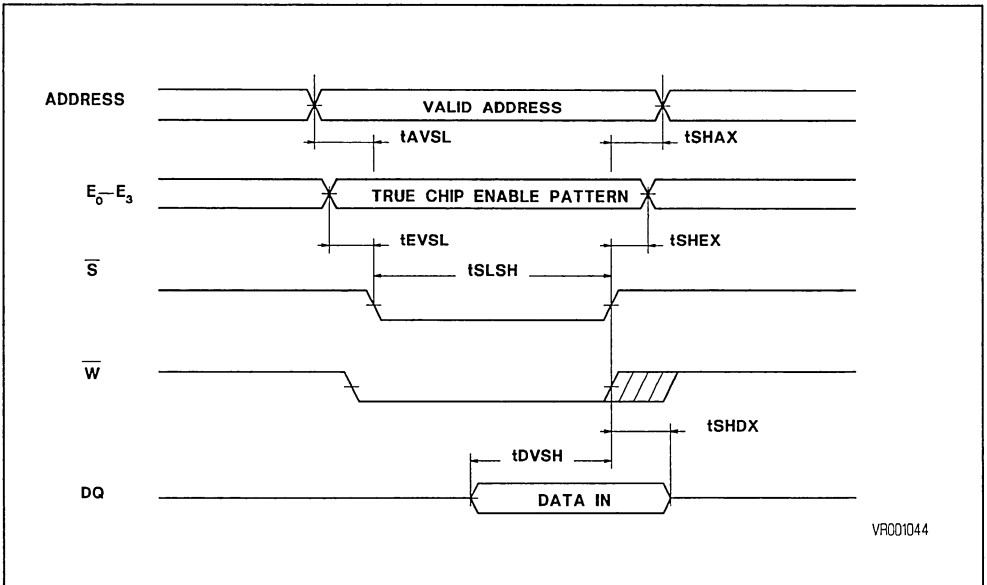 ADDRESS
VALID ADDRESS
tAVSL
tSHAX
E₀–E₃
TRUE CHIP ENABLE PATTERN
tEVSL
tSHEX
S̅
tSLSH
W̅
tSHDX
tDVSH
DQ
DATA IN
VR001044